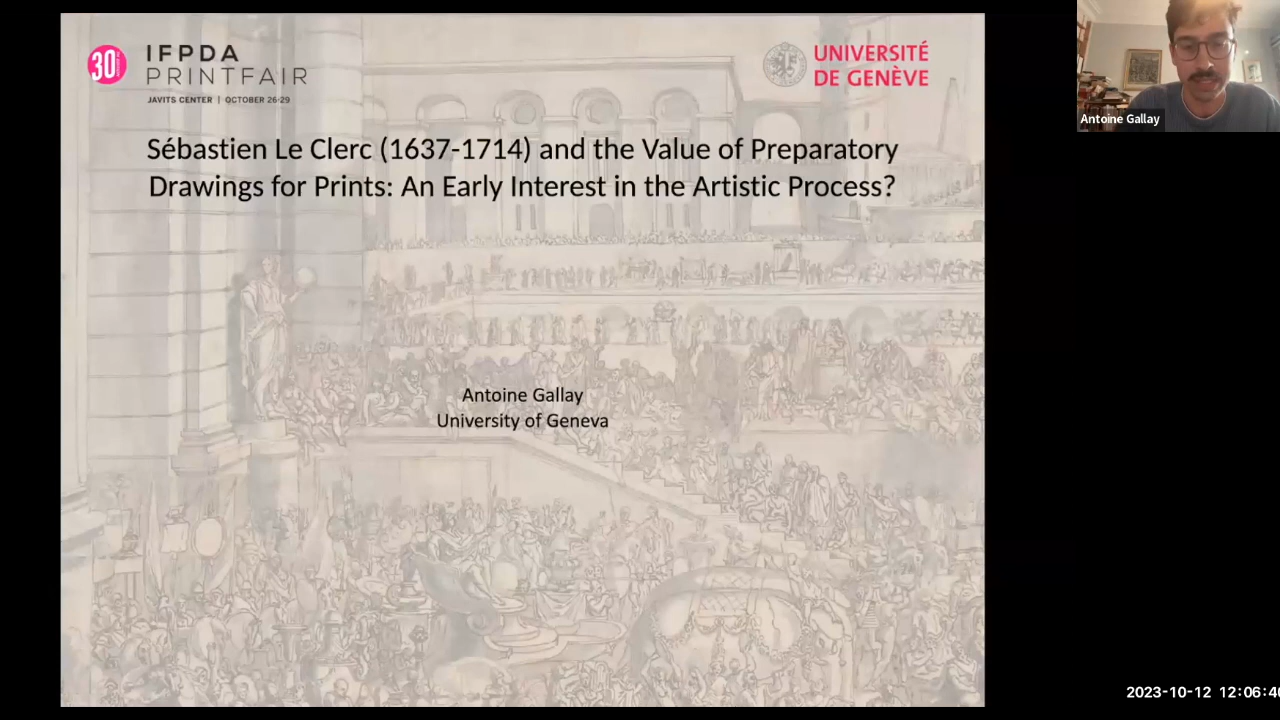 30
IFPDA
PRINTFAIR
JAVITS CENTER | OCTOBER 26-29
UNIVERSITÉ
DE GENÈVE
Sébastien Le Clerc (1637-1714) and the Value of Preparatory
Drawings for Prints: An Early Interest in the Artistic Process?
Antoine Gallay
University of Geneva
Antoine Gallay
2023-10-12 12:06:4